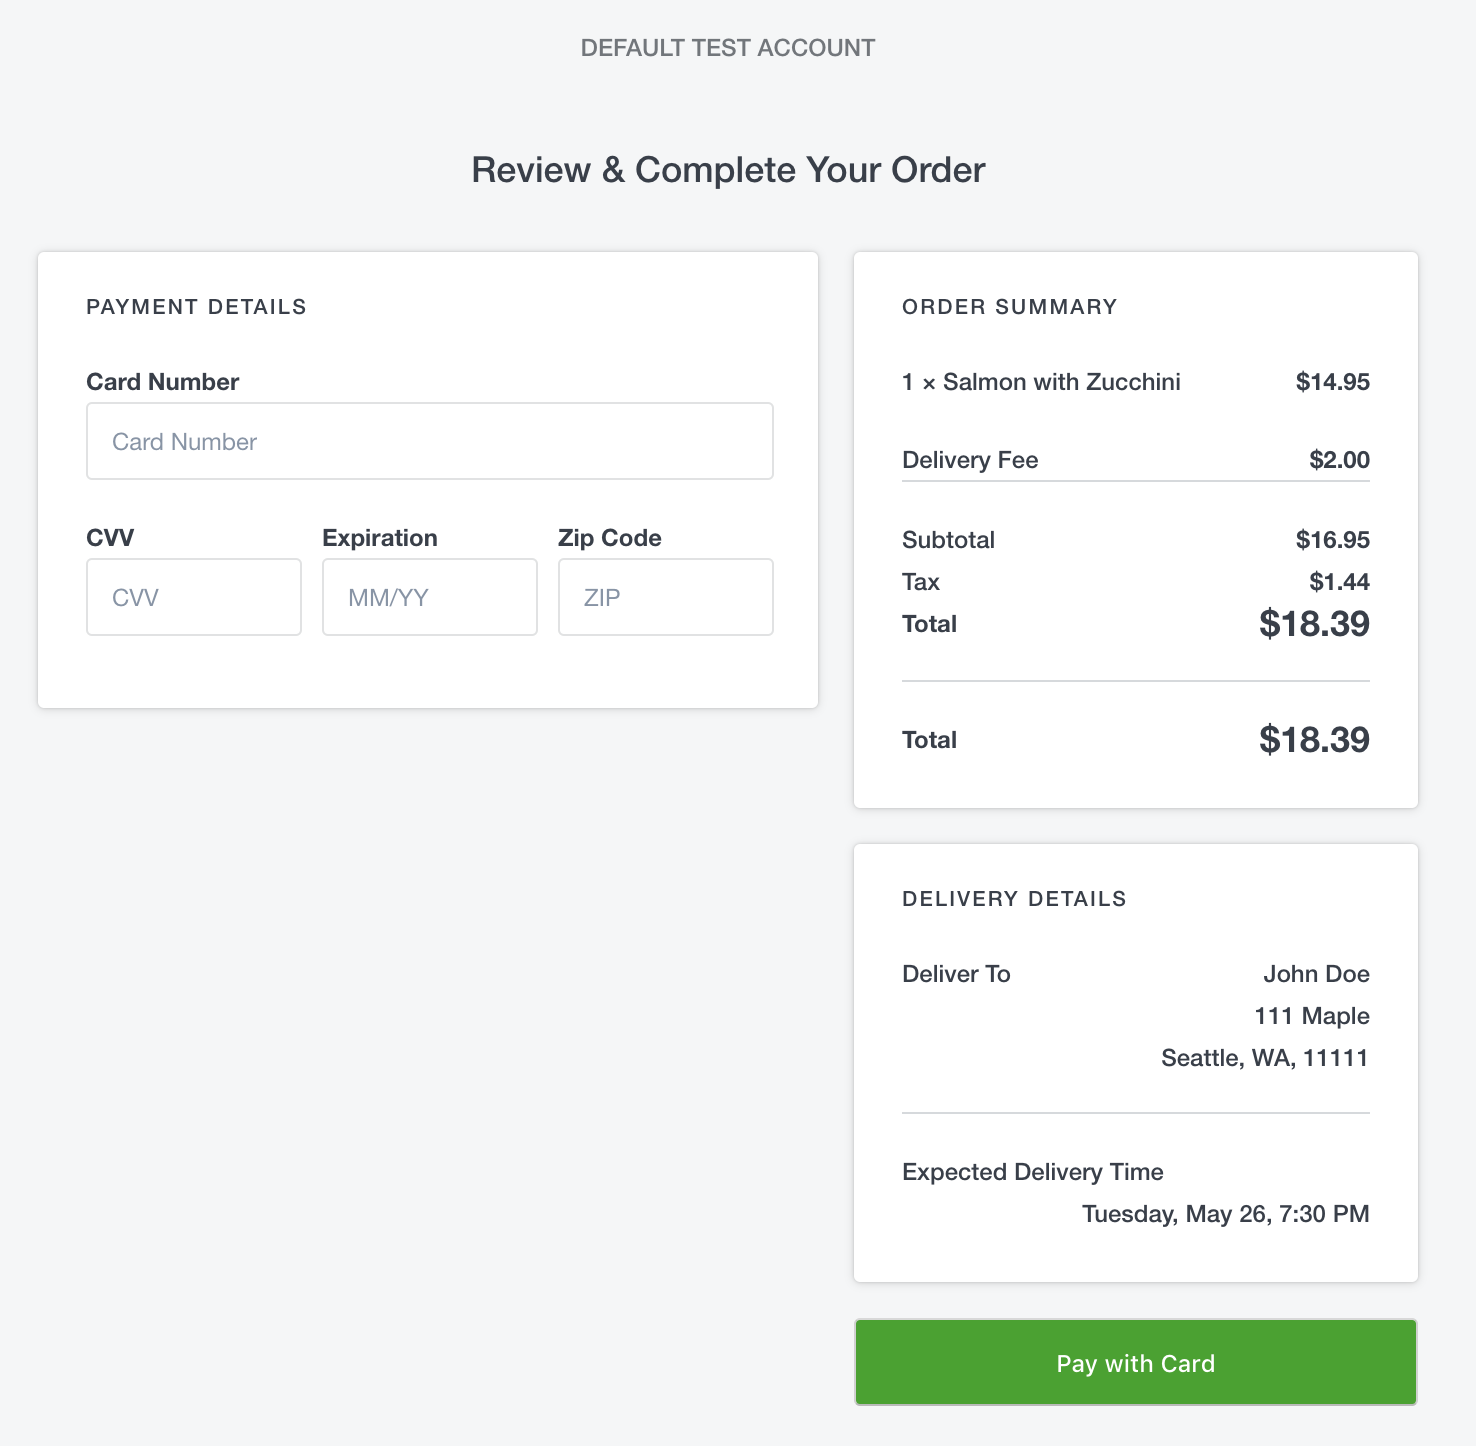 DEFAULT TEST ACCOUNT
Review & Complete Your Order
PAYMENT DETAILS
Card Number
Card Number
CVV Expiration Zip Code
CVV MM/YY ZIP
ORDER SUMMARY
1 × Salmon with Zucchini $14.95
Delivery Fee $2.00
Subtotal $16.95
Tax $1.44
Total $18.39
Total $18.39
DELIVERY DETAILS
Deliver To John Doe
111 Maple
Seattle, WA, 11111
Expected Delivery Time
Tuesday, May 26, 7:30 PM
Pay with Card